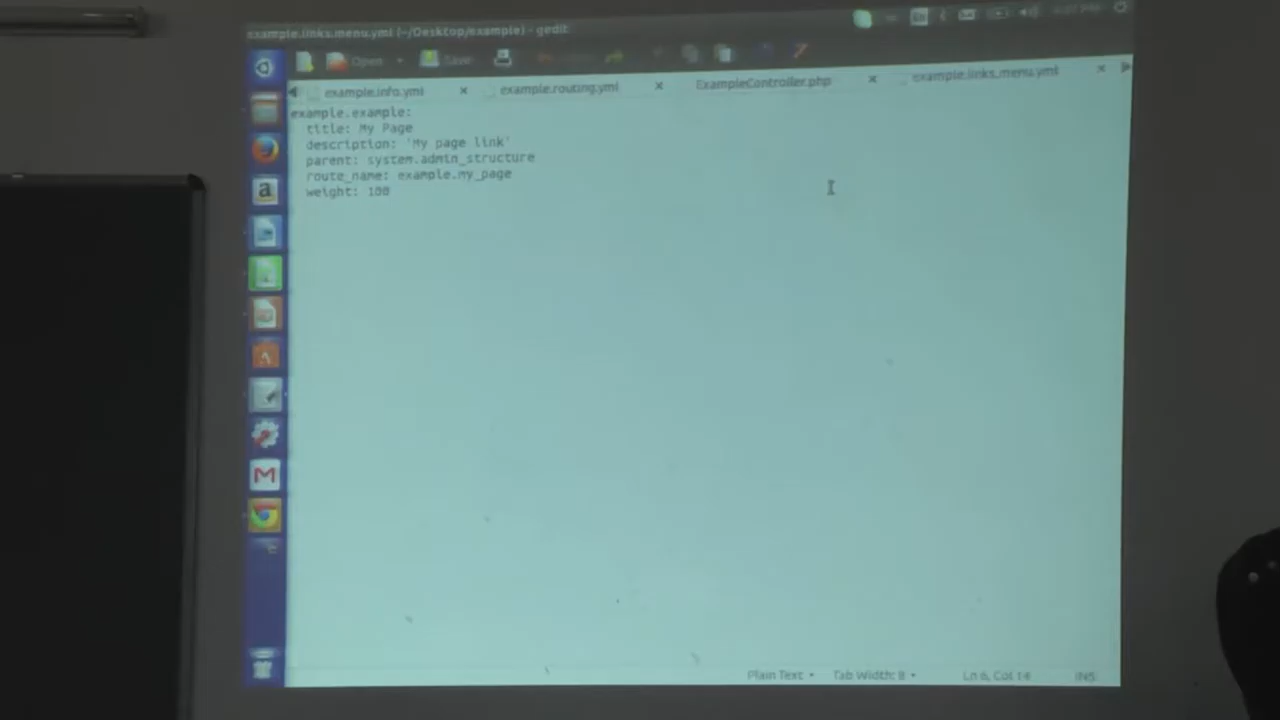 example.links.menu.yml (~/Desktop/example) - gedit
Open
Save
example.info.yml
example.routing.yml
ExampleController.php
example.links.menu.yml
example.example:
title: My Page
description: 'My page link'
parent: system.admin_structure
route_name: example.my_page
weight: 100
Plain Text
Tab Width: 8
Ln 6, Col 14
INS